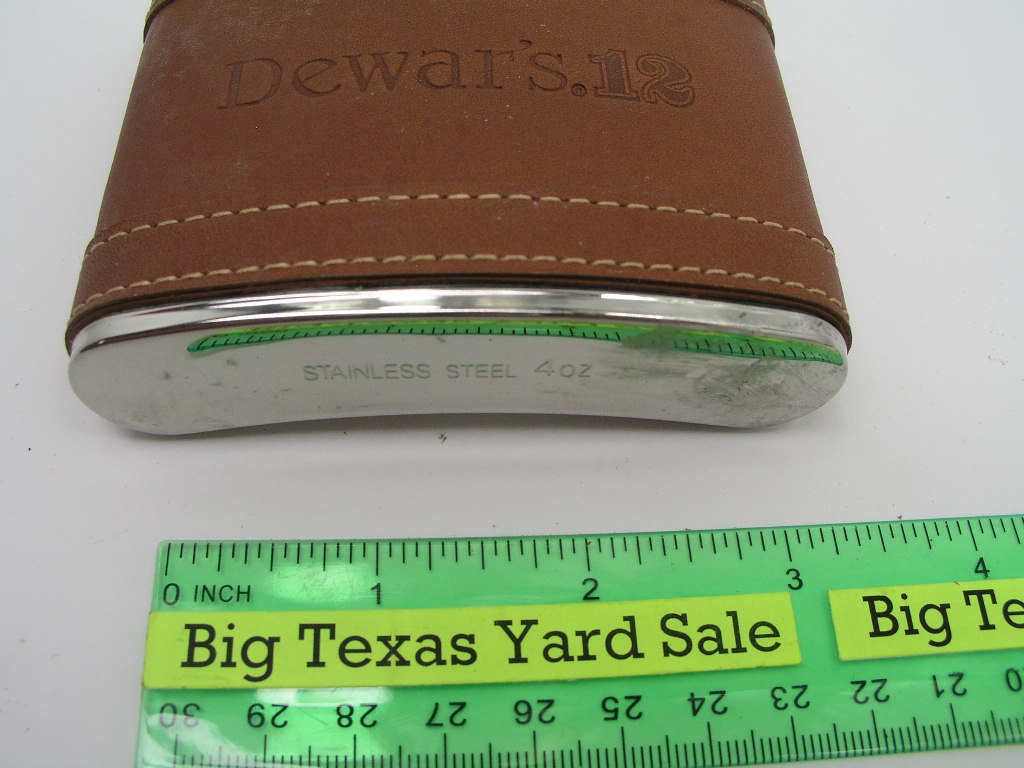 Dewar's.12
STAINLESS STEEL 4oz
0 INCH 1 2 3 4
Big Texas Yard Sale Big Te
30 29 28 27 26 25 24 23 22 21 20